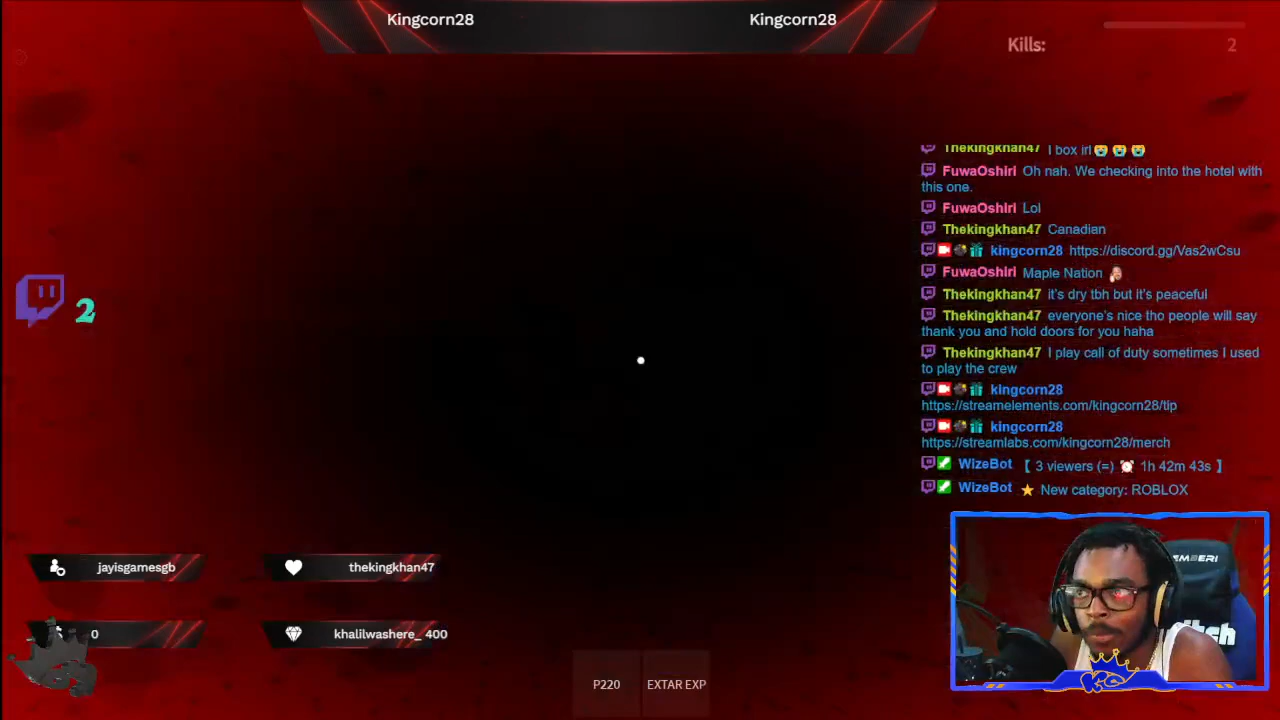 Kingcorn28
Kingcorn28
Kills:
2
Thekingkhan47 I box irl😭😭😭
FuwaOshiri Oh nah. We checking into the hotel with
this one.
FuwaOshiri Lol
Thekingkhan47 Canadian
kingcorn28 https://discord.gg/Vas2wCsu
FuwaOshiri Maple Nation
Thekingkhan47 it's dry tbh but it's peaceful
Thekingkhan47 everyone's nice tho people will say
thank you and hold doors for you haha
Thekingkhan47 I play call of duty sometimes I used
to play the crew
kingcorn28
https://streamelements.com/kingcorn28/tip
kingcorn28
https://streamlabs.com/kingcorn28/merch
WizeBot 【 3 viewers (=) ⏰ 1h 42m 43s 】
WizeBot ⭐ New category: ROBLOX
2
jayisgamesgb
thekingkhan47
0
khalilwashere_ 400
P220
EXTAR EXP